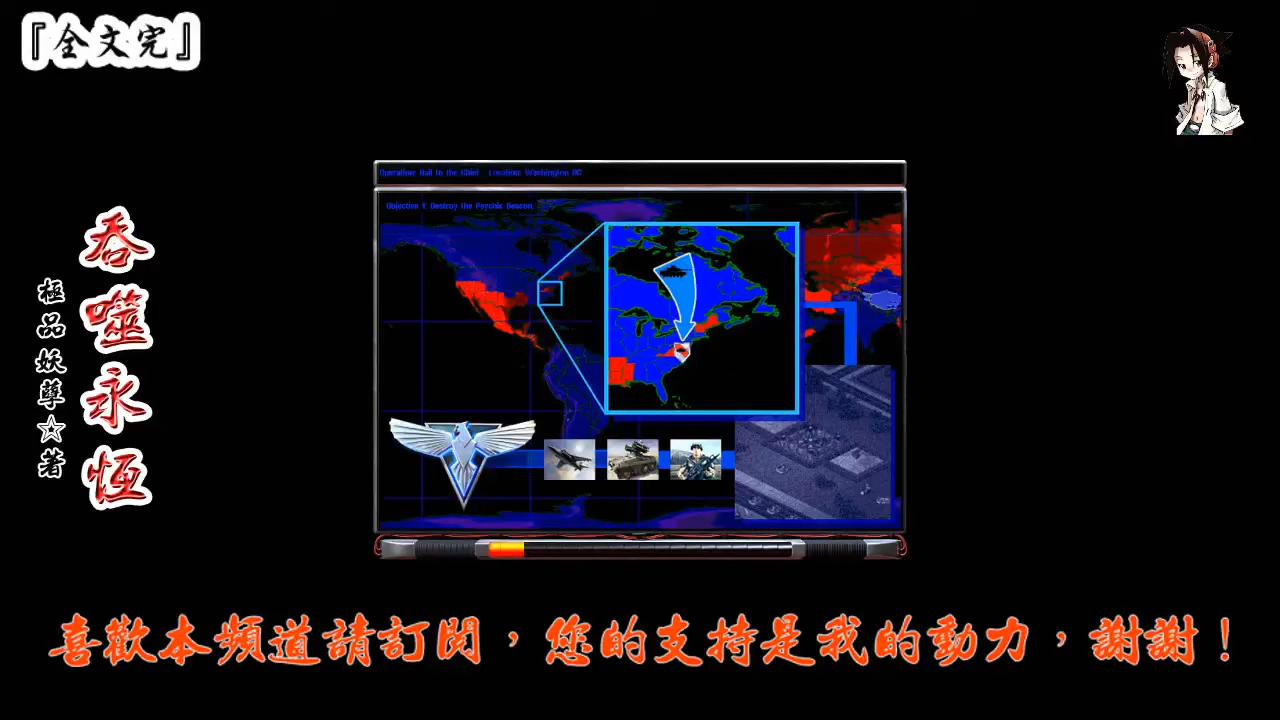 『全文完』
Operation: Hail to the Chief Location: Washington DC
Objective 1: Destroy the Psychic Beacon.
吞噬永恆
極品妖孽☆著
喜歡本頻道請訂閱，您的支持是我的動力，謝謝！